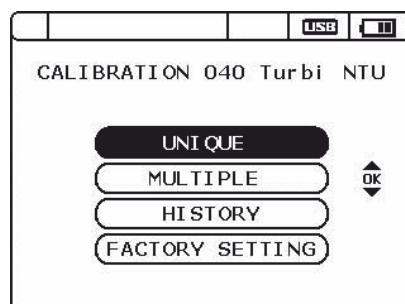 USB
CALIBRATION 040 Turbi NTU
UNIQUE
MULTIPLE
OK
HISTORY
FACTORY SETTING